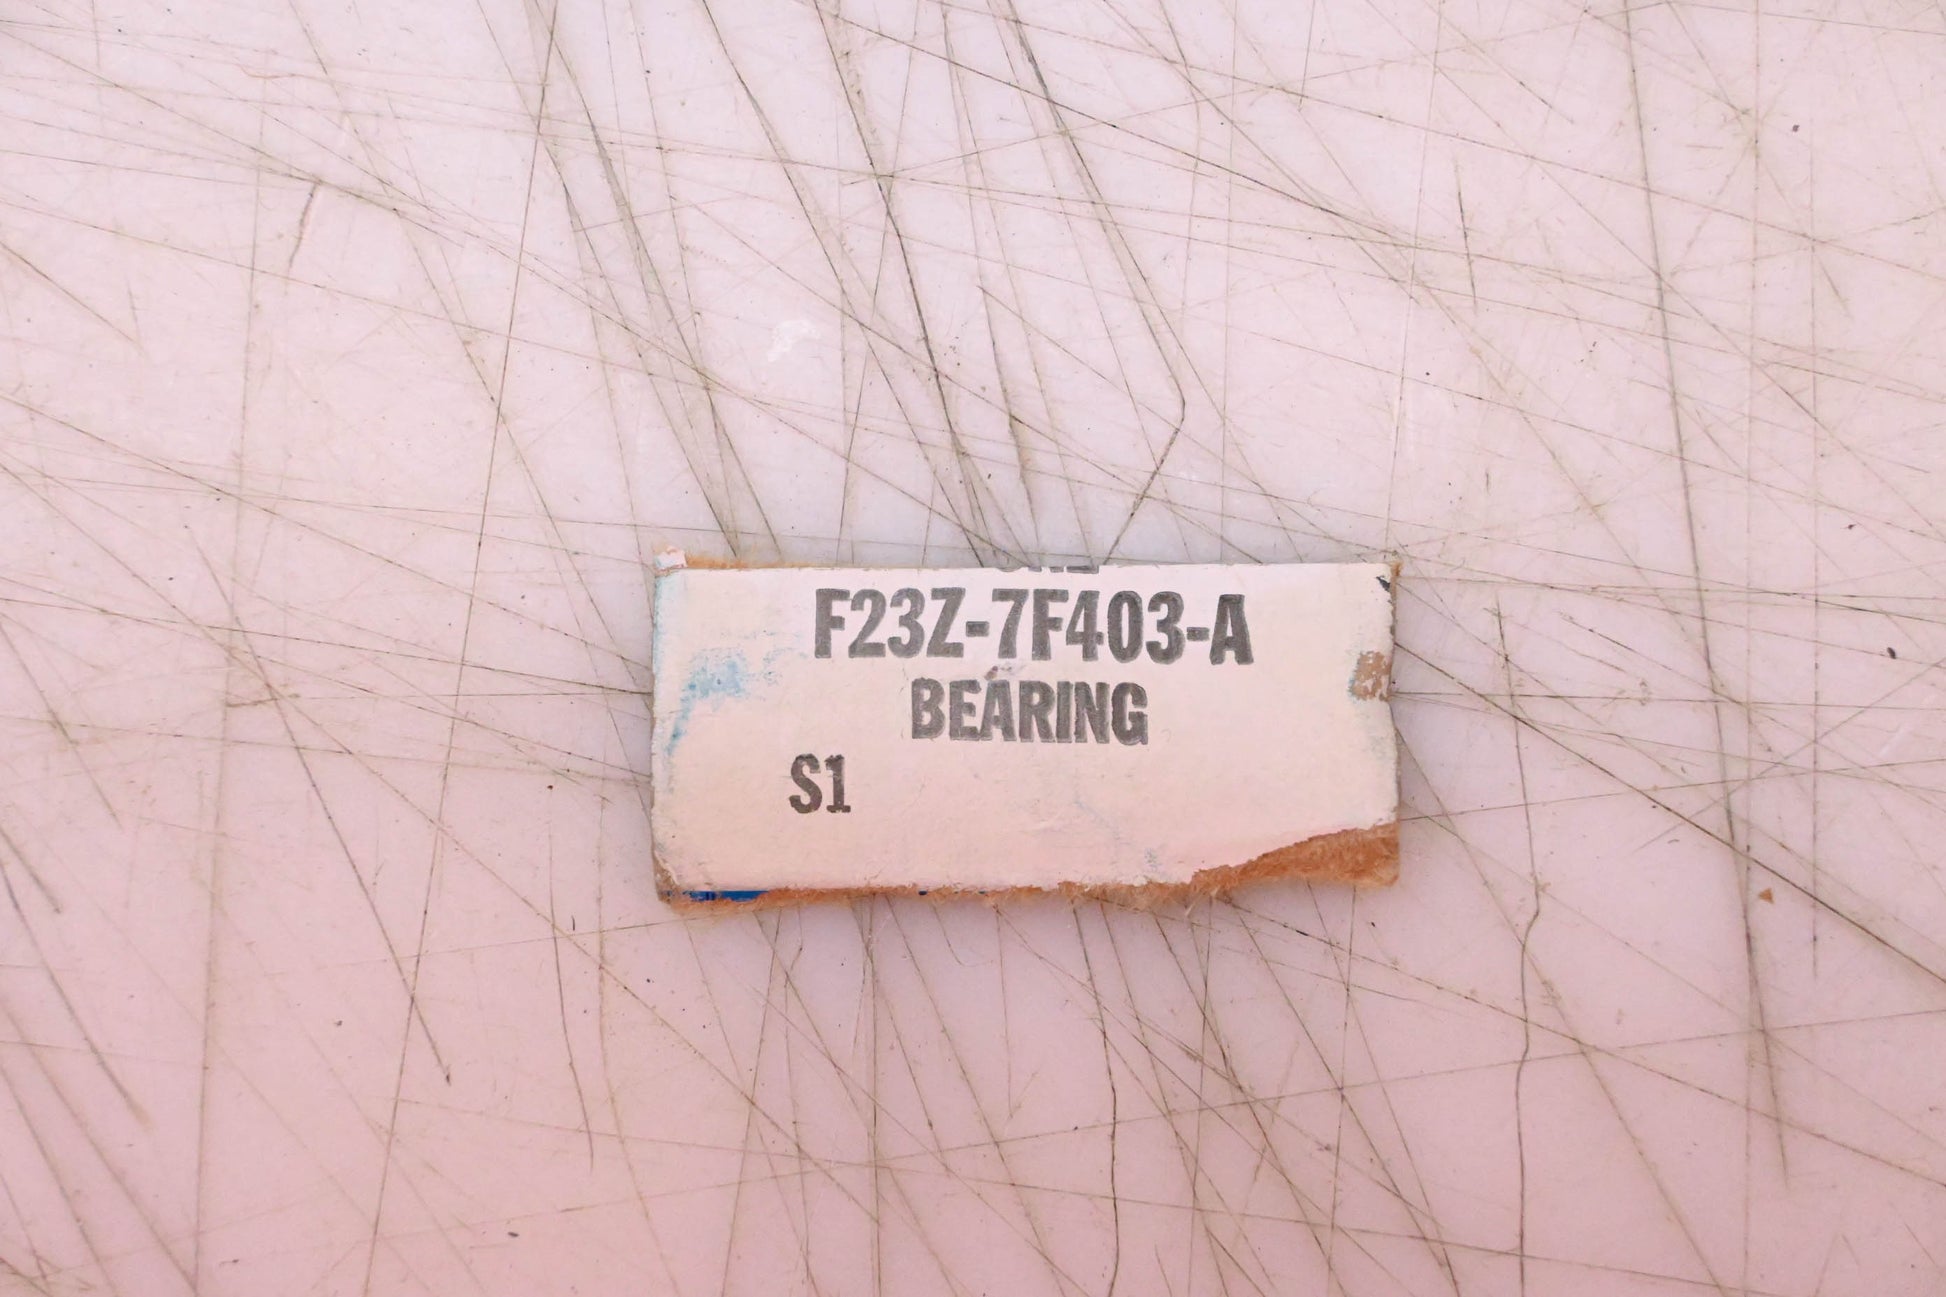 F23Z-7F403-A
BEARING
S1